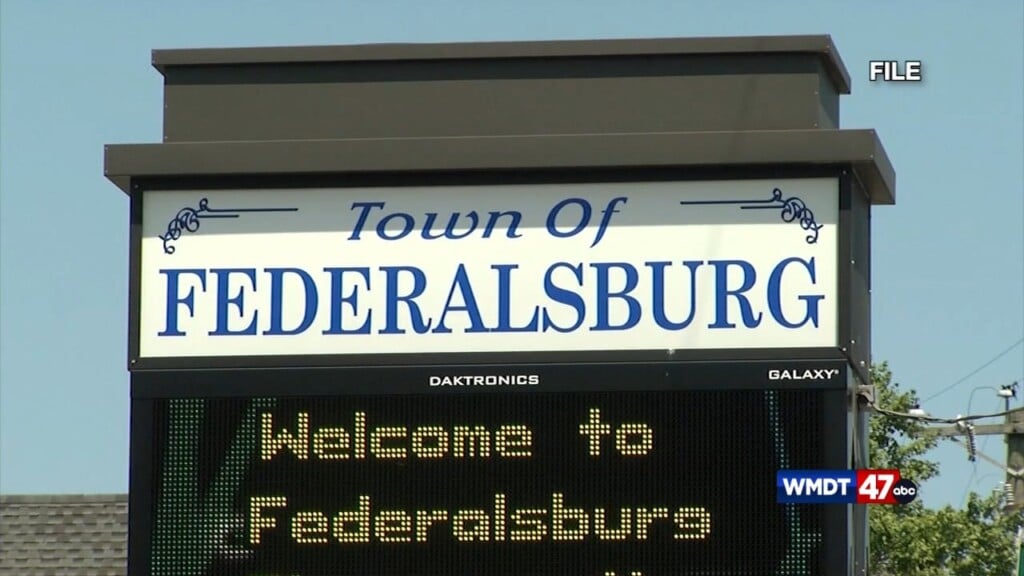 FILE
Town Of
FEDERALSBURG
DAKTRONICS
GALAXY®
Welcome to
Federalsburg
WMDT 47 abc